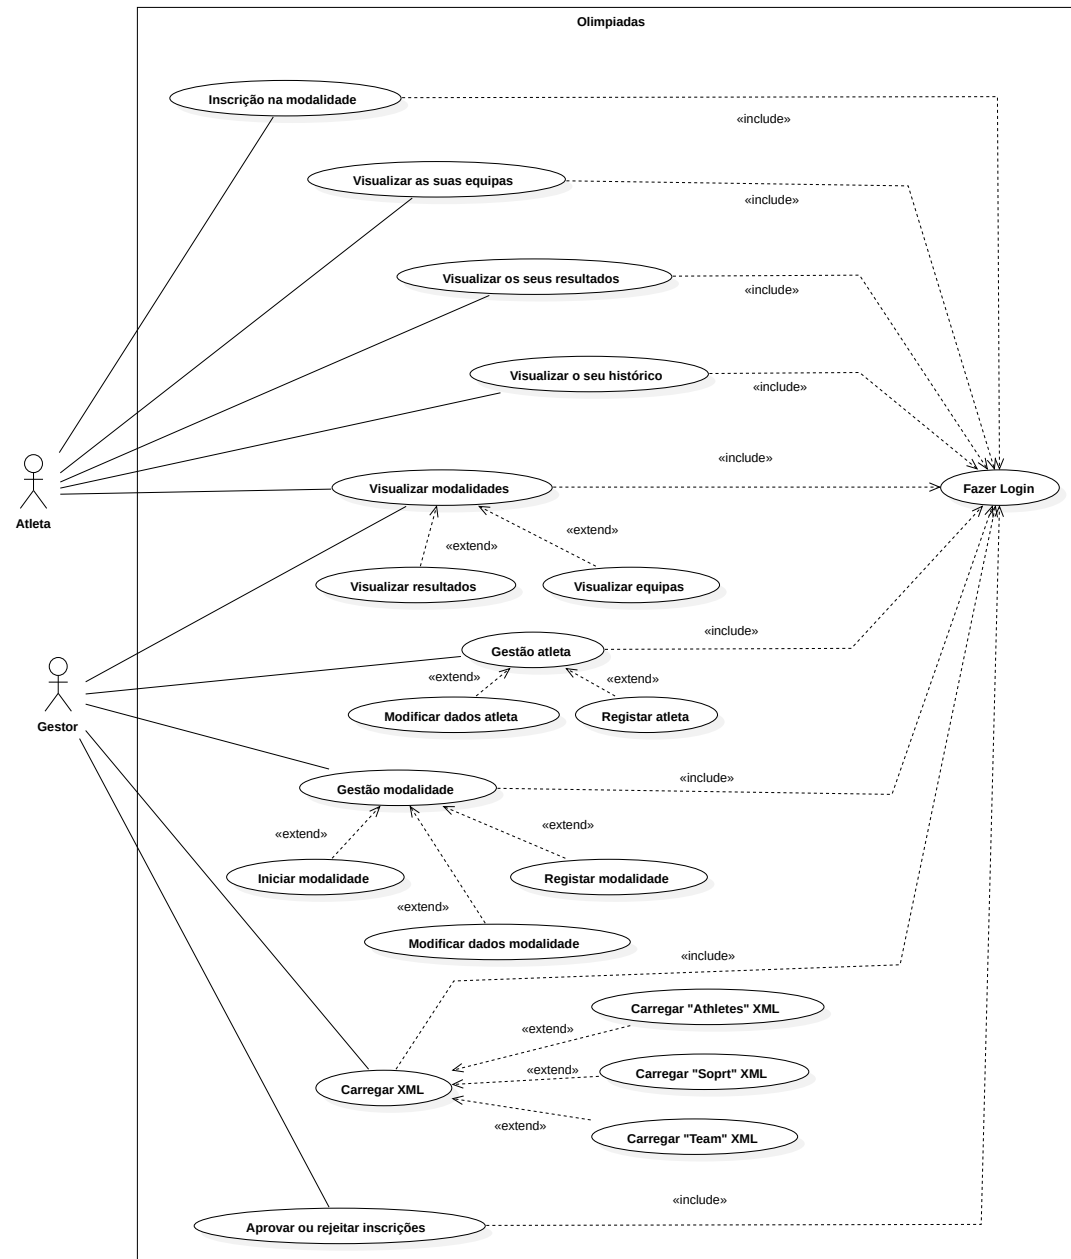 Olimpiadas
Inscrição na modalidade
«include»
Visualizar as suas equipas
«include»
Visualizar os seus resultados
«include»
Visualizar o seu histórico
«include»
«include»
Visualizar modalidades
Fazer Login
Atleta
«extend»
«extend»
Visualizar resultados
Visualizar equipas
«include»
Gestão atleta
«extend»
«extend»
Modificar dados atleta
Registar atleta
Gestor
«include»
Gestão modalidade
«extend»
«extend»
Iniciar modalidade
Registar modalidade
«extend»
Modificar dados modalidade
«include»
Carregar "Athletes" XML
«extend»
«extend»
Carregar "Soprt" XML
Carregar XML
«extend»
Carregar "Team" XML
«include»
Aprovar ou rejeitar inscrições